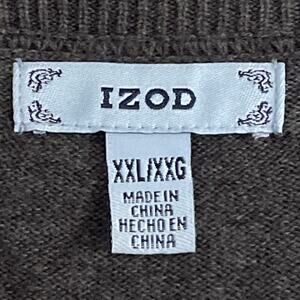 IZOD
XXL/XXG
MADE IN
CHINA
HECHO EN
CHINA